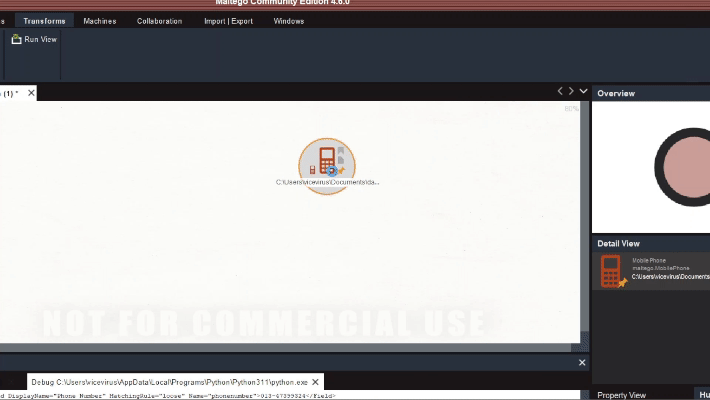 Maltego Community Edition 4.6.0
s Transforms Machines Collaboration Import | Export Windows
Run View
(1) *
Overview
80%
C:\Users\vicevirus\Documents\da...
Detail View
Mobile Phone
maltego.MobilePhone
C:\Users\vicevirus\Documents
NOT FOR COMMERCIAL USE
Debug C:\Users\vicevirus\AppData\Local\Programs\Python\Python311\python.exe
d DisplayName="Phone Number" MatchingRule="loose" Name="phonenumber">013-47399324</Field>
Property View Hu